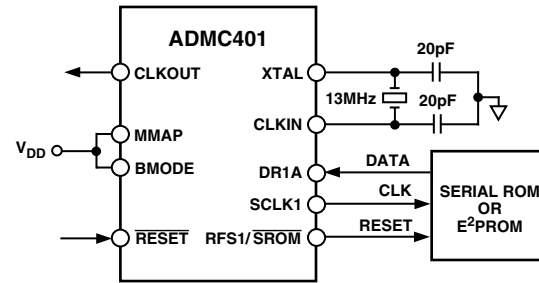 ADMC401
CLKOUT
XTAL
20pF
13MHz
20pF
MMAP
CLKIN
VDD
BMODE
DR1A
DATA
SCLK1
CLK
SERIAL ROM
OR
E2PROM
RESET
RFS1/SROM
RESET